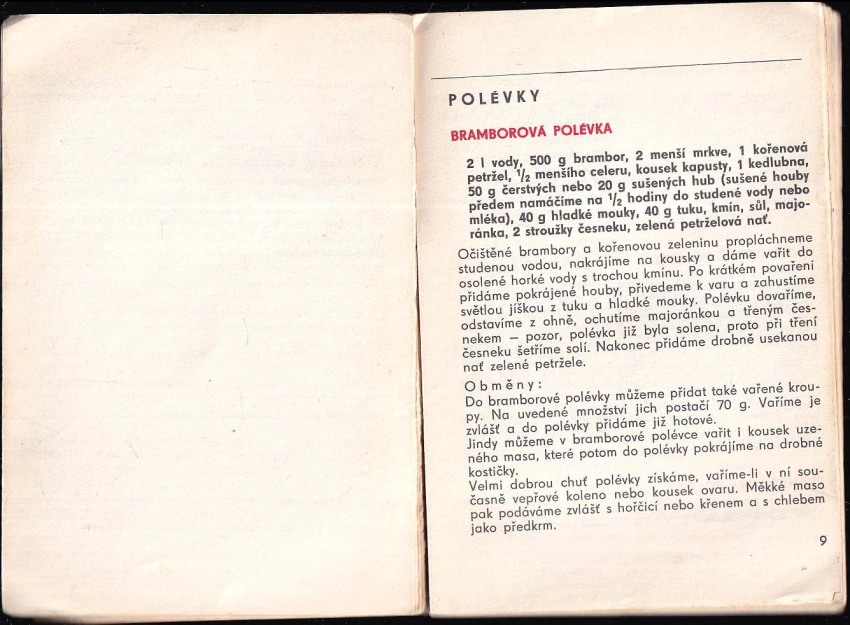 POLÉVKY
BRAMBOROVÁ POLÉVKA
2 l vody, 500 g brambor, 2 menší mrkve, 1 kořenová
petržel, 1/2 menšího celeru, kousek kapusty, 1 kedlubna,
50 g čerstvých nebo 20 g sušených hub (sušené houby
předem namáčíme na 1/2 hodiny do studené vody nebo
mléka), 40 g hladké mouky, 40 g tuku, kmín, sůl, majo-
ránka, 2 stroužky česneku, zelená petrželová nať.
Očištěné brambory a kořenovou zeleninu propláchneme
studenou vodou, nakrájíme na kousky a dáme vařit do
osolené horké vody s trochou kmínu. Po krátkém povaření
přidáme pokrájené houby, přivedeme k varu a zahustíme
světlou jíškou z tuku a hladké mouky. Polévku dovaříme,
odstavíme z ohně, ochutíme majoránkou a třeným čes-
nekem — pozor, polévka již byla solena, proto při tření
česneku šetříme solí. Nakonec přidáme drobně usekanou
nať zelené petržele.
Obměny:
Do bramborové polévky můžeme přidat také vařené krou-
py. Na uvedené množství jich postačí 70 g. Vaříme je
zvlášť a do polévky přidáme již hotové.
Jindy můžeme v bramborové polévce vařit i kousek uze-
ného masa, které potom do polévky pokrájíme na drobné
kostičky.
Velmi dobrou chuť polévky získáme, vaříme-li v ní sou-
časně vepřové koleno nebo kousek ovaru. Měkké maso
pak podáváme zvlášť s hořčicí nebo křenem a s chlebem
jako předkrm.
9